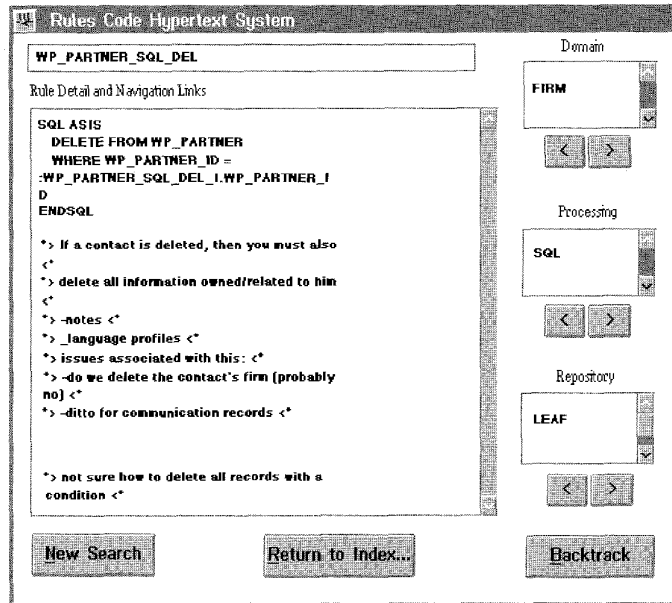 Rules Code Hypertext System
WP_PARTNER_SQL_DEL
Domain
FIRM
< >
Rule Detail and Navigation Links
SQL ASIS
DELETE FROM WP_PARTNER
WHERE WP_PARTNER_ID =
:WP_PARTNER_SQL_DEL_I.WP_PARTNER_I
D
ENDSQL
*> If a contact is deleted, then you must also
<*
*> delete all information owned/related to him
<*
*> -notes <*
*> _language profiles <*
*> issues associated with this: <*
*> -do we delete the contact's firm (probably
no) <*
*> -ditto for communication records <*
*> not sure how to delete all records with a
condition <*
Processing
SQL
< >
Repository
LEAF
< >
New Search
Return to Index...
Backtrack